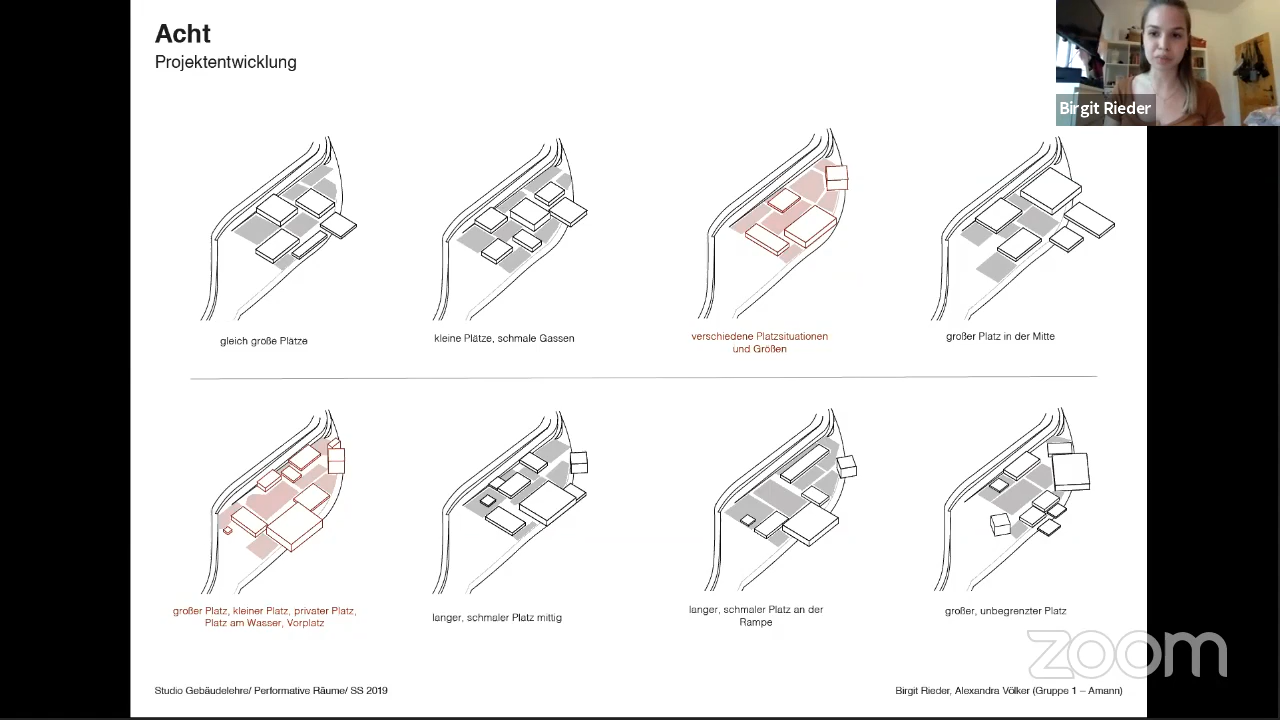 Acht
Projektentwicklung
Birgit Rieder
gleich große Plätze
kleine Plätze, schmale Gassen
verschiedene Platzsituationen
und Größen
großer Platz in der Mitte
großer Platz, kleiner Platz, privater Platz,
Platz am Wasser, Vorplatz
langer, schmaler Platz mittig
langer, schmaler Platz an der
Rampe
großer, unbegrenzter Platz
zoom
Studio Gebäudelehre/ Performative Räume/ SS 2019
Birgit Rieder, Alexandra Völker (Gruppe 1 – Amann)